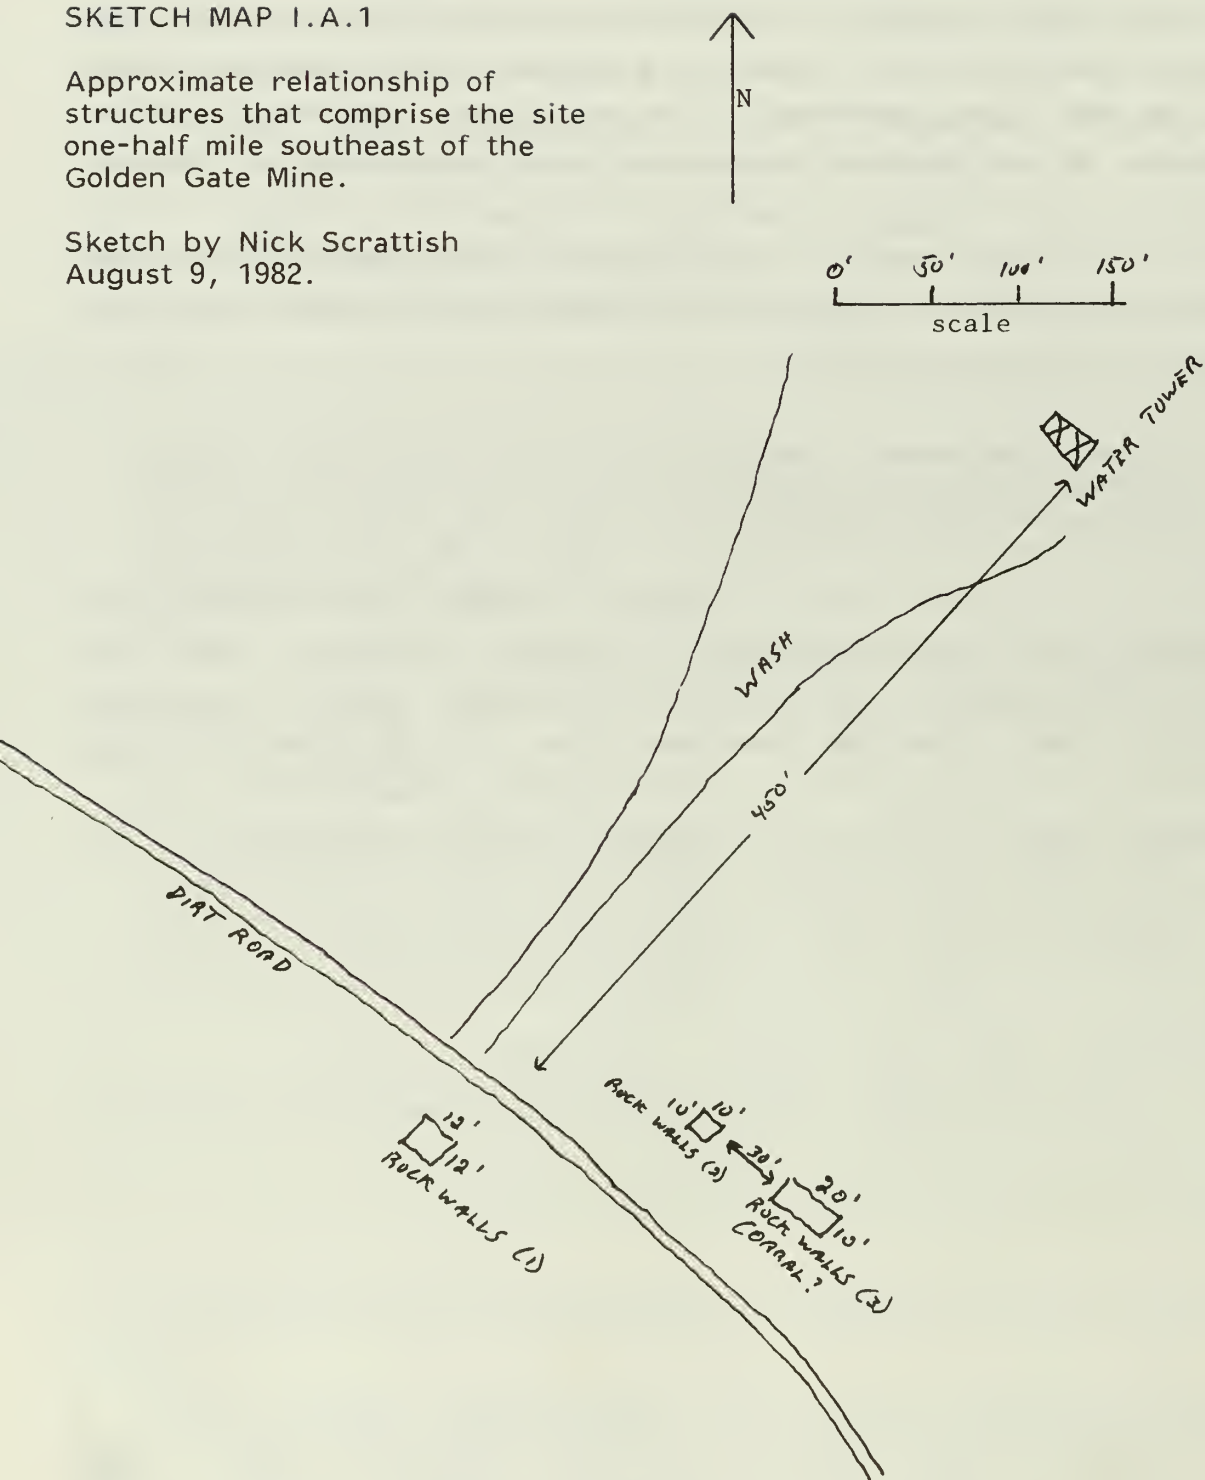 SKETCH MAP I.A.1
Approximate relationship of
structures that comprise the site
one-half mile southeast of the
Golden Gate Mine.
Sketch by Nick Scrattish
August 9, 1982.
N
0' 50' 100' 150'
scale
WATER TOWER
WASH
450'
DIRT ROAD
12'
12'
ROCK WALLS (1)
10' 10'
ROCK
WALLS (2)
30'
20'
10'
ROCK WALLS (3)
CORRAL?